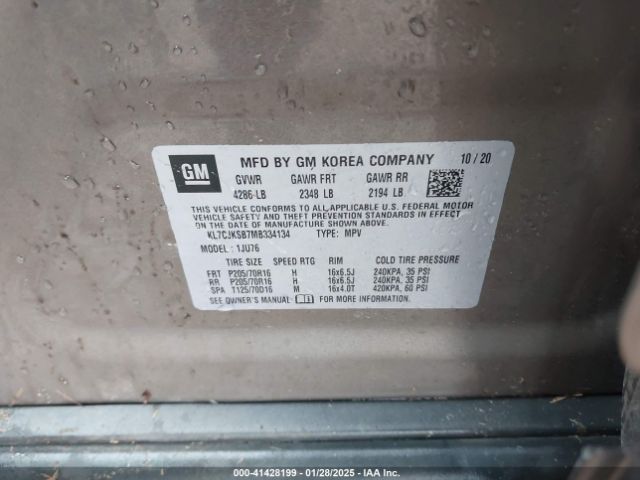 GM MFD BY GM KOREA COMPANY 10 / 20
GVWR GAWR FRT GAWR RR
4286 LB 2348 LB 2194 LB
THIS VEHICLE CONFORMS TO ALL APPLICABLE U.S. FEDERAL MOTOR
VEHICLE SAFETY AND THEFT PREVENTION STANDARDS IN EFFECT
ON THE DATE OF MANUFACTURE SHOWN ABOVE.
KL7CJKSB7MB334134 TYPE: MPV
MODEL: 1JU76
TIRE SIZE SPEED RTG RIM COLD TIRE PRESSURE
FRT P205/70R16 H 16x6.5J 240KPA, 35 PSI
RR P205/70R16 H 16x6.5J 240KPA, 35 PSI
SPA T125/70D16 M 16x4.0T 420KPA, 60 PSI
SEE OWNER'S MANUAL FOR MORE INFORMATION.
000-41428199 — 01/28/2025 — IAA, LLC